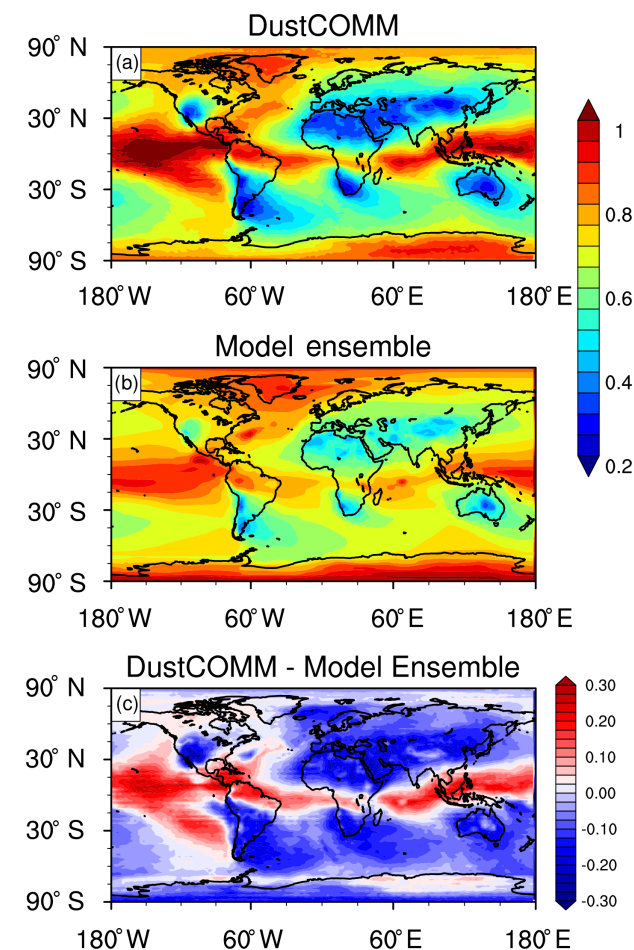 DustCOMM
(a)
90° N
30° N
30° S
90° S
180° W 60° W 60° E 180° E
1
0.8
0.6
0.4
0.2
Model ensemble
(b)
90° N
30° N
30° S
90° S
180° W 60° W 60° E 180° E
DustCOMM - Model Ensemble
(c)
90° N
30° N
30° S
90° S
180° W 60° W 60° E 180° E
0.30
0.20
0.10
0.00
-0.10
-0.20
-0.30